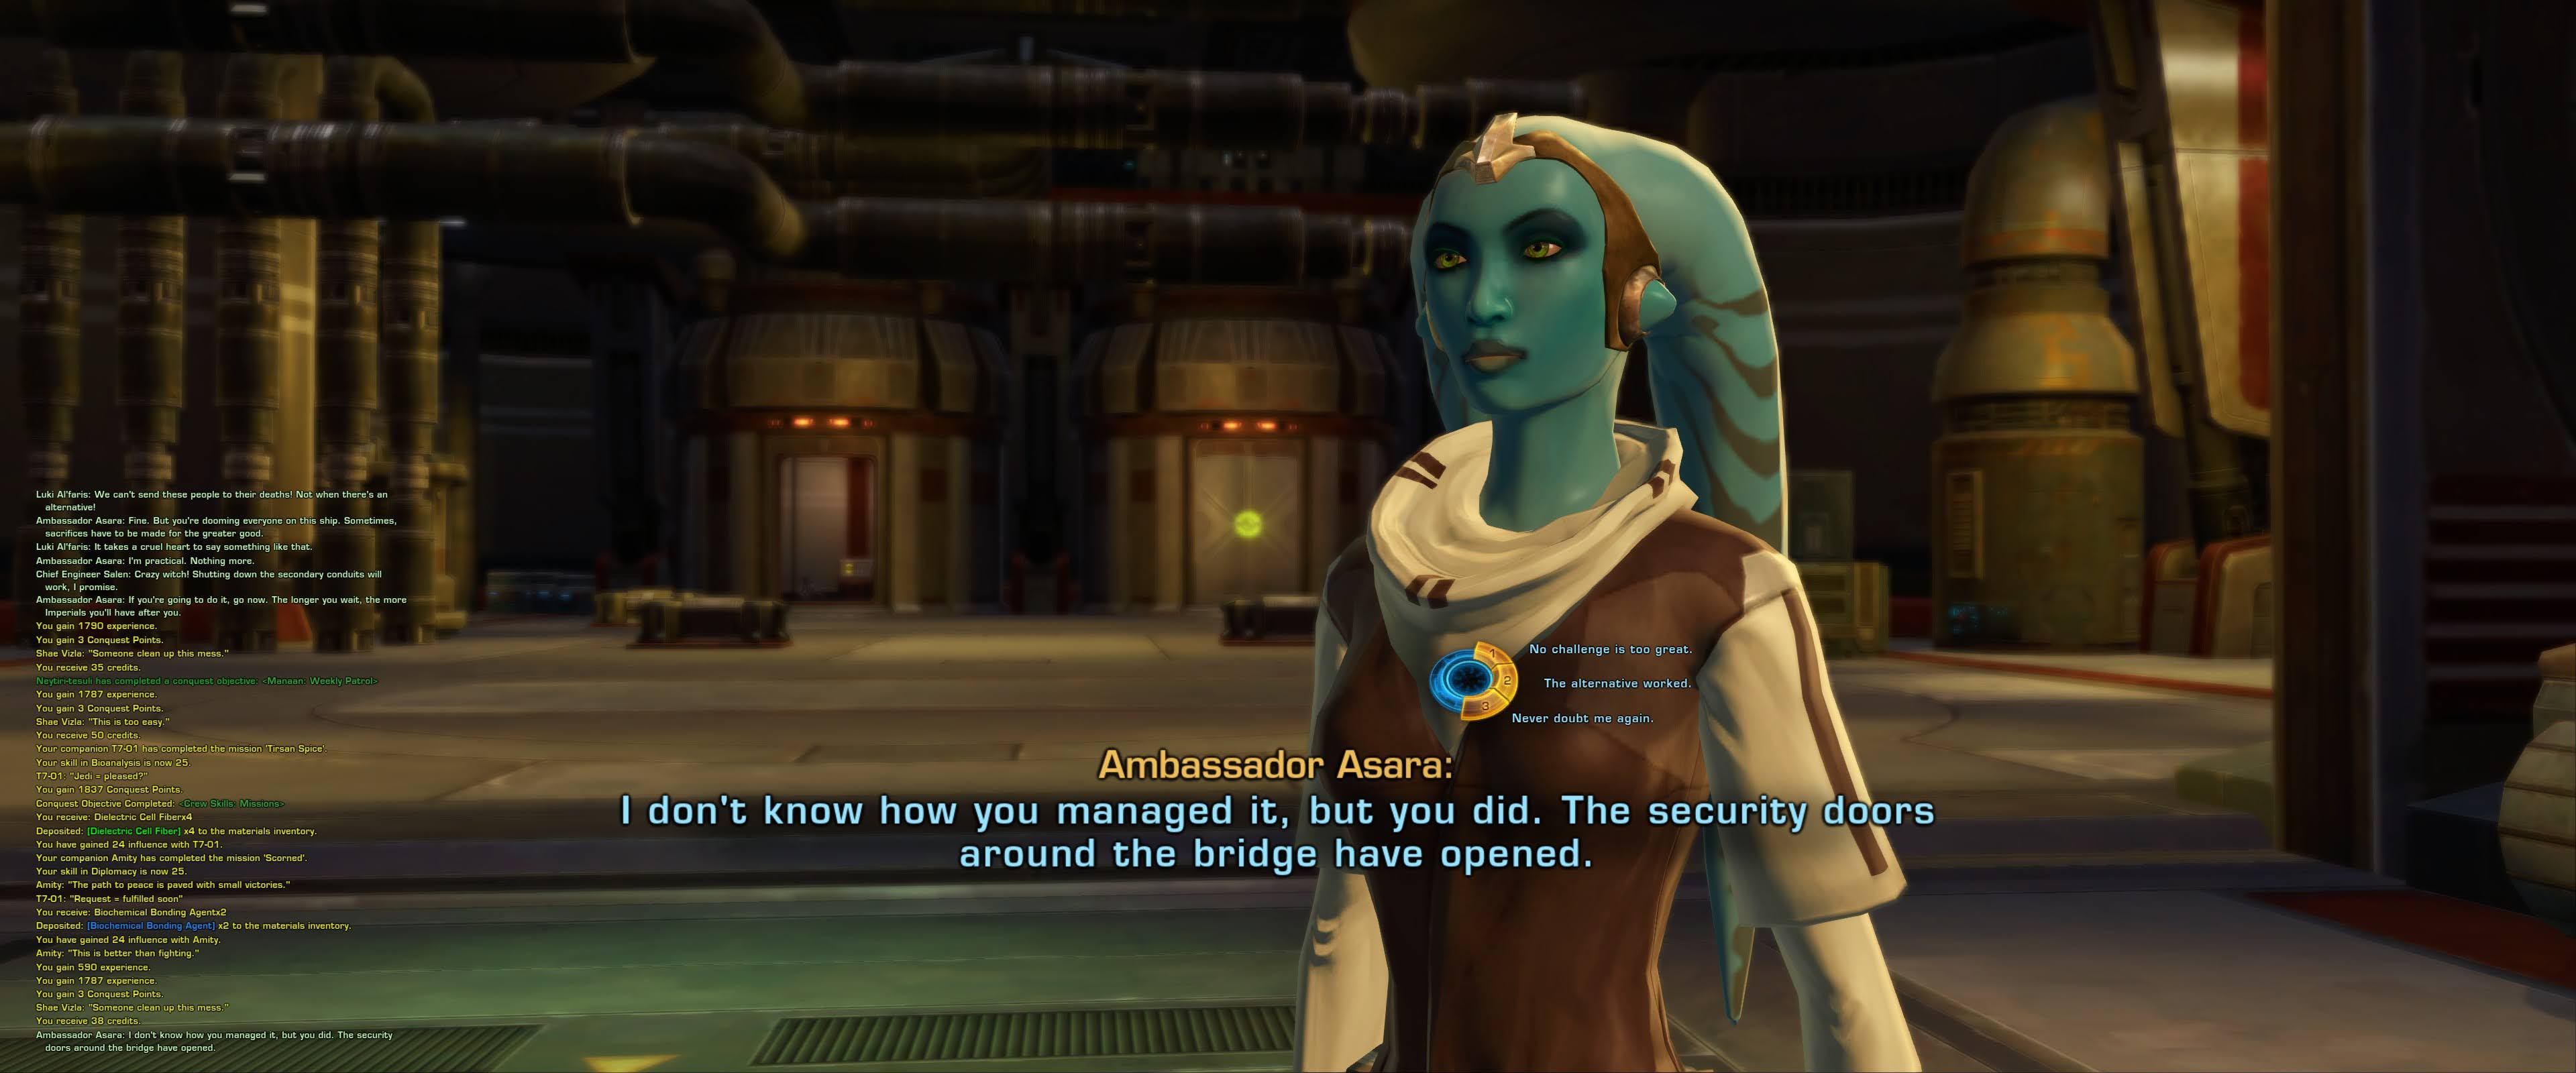 Luki Al'faris: We can't send these people to their deaths! Not when there's an
alternative!
Ambassador Asara: Fine. But you're dooming everyone on this ship. Sometimes,
sacrifices have to be made for the greater good.
Luki Al'faris: It takes a cruel heart to say something like that.
Ambassador Asara: I'm practical. Nothing more.
Chief Engineer Salen: Crazy witch! Shutting down the secondary conduits will
work, I promise.
Ambassador Asara: If you're going to do it, go now. The longer you wait, the more
Imperials you'll have after you.
You gain 1790 experience.
You gain 3 Conquest Points.
Shae Vizla: "Someone clean up this mess."
You receive 35 credits.
Neytiri-tesuli has completed a conquest objective: <Manaan: Weekly Patrol>
You gain 1787 experience.
You gain 3 Conquest Points.
Shae Vizla: "This is too easy."
You receive 50 credits.
Your companion T7-01 has completed the mission 'Tirsan Spice'.
Your skill in Bioanalysis is now 25.
T7-01: "Jedi = pleased?"
You gain 1837 Conquest Points.
Conquest Objective Completed: <Crew Skills: Missions>
You receive: Dielectric Cell Fiberx4
Deposited: [Dielectric Cell Fiber] x4 to the materials inventory.
You have gained 24 influence with T7-01.
Your companion Amity has completed the mission 'Scorned'.
Your skill in Diplomacy is now 25.
Amity: "The path to peace is paved with small victories."
T7-01: "Request = fulfilled soon"
You receive: Biochemical Bonding Agentx2
Deposited: [Biochemical Bonding Agent] x2 to the materials inventory.
You have gained 24 influence with Amity.
Amity: "This is better than fighting."
You gain 590 experience.
You gain 1787 experience.
You gain 3 Conquest Points.
Shae Vizla: "Someone clean up this mess."
You receive 38 credits.
Ambassador Asara: I don't know how you managed it, but you did. The security
doors around the bridge have opened.
1 No challenge is too great.
2 The alternative worked.
3 Never doubt me again.
Ambassador Asara:
I don't know how you managed it, but you did. The security doors
around the bridge have opened.